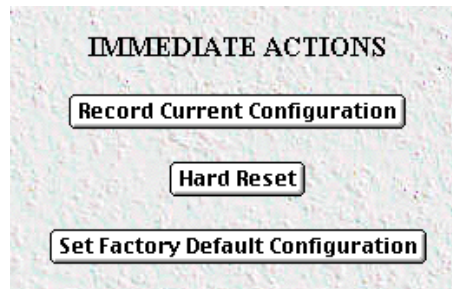 IMMEDIATE ACTIONS
Record Current Configuration
Hard Reset
Set Factory Default Configuration